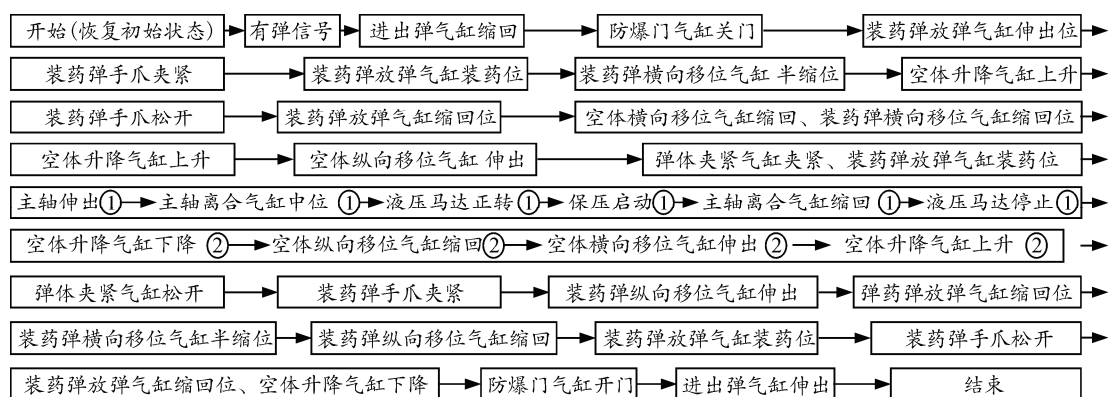 开始(恢复初始状态) 有弹信号 进出弹气缸缩回 防爆门气缸关门 装药弹放弹气缸伸出位
装药弹手爪夹紧 装药弹放弹气缸装药位 装药弹横向移位气缸 半缩位 空体升降气缸上升
装药弹手爪松开 装药弹放弹气缸缩回位 空体横向移位气缸缩回、装药弹横向移位气缸缩回位
空体升降气缸上升 空体纵向移位气缸 伸出 弹体夹紧气缸夹紧、装药弹放弹气缸装药位
主轴伸出① 主轴离合气缸中位 ① 液压马达正转① 保压启动① 主轴离合气缸缩回 ① 液压马达停止①
空体升降气缸下降 ② 空体纵向移位气缸缩回② 空体横向移位气缸伸出 ② 空体升降气缸上升 ②
弹体夹紧气缸松开 装药弹手爪夹紧 装药弹纵向移位气缸伸出 弹药弹放弹气缸缩回位
装药弹横向移位气缸半缩位 装药弹纵向移位气缸缩回 装药弹放弹气缸装药位 装药弹手爪松开
装药弹放弹气缸缩回位、空体升降气缸下降 防爆门气缸开门 进出弹气缸伸出 结束